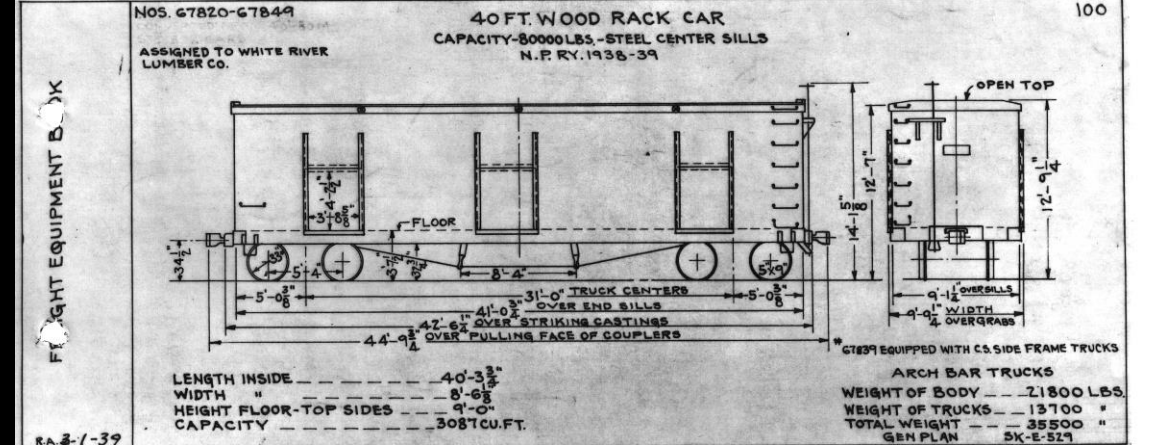 NOS. 67820-67849
40 FT. WOOD RACK CAR
100
CAPACITY-80000 LBS.-STEEL CENTER SILLS
N.P. RY. 1938-39
ASSIGNED TO WHITE RIVER
LUMBER CO.
OPEN TOP
FLOOR
4'-2 1/2"
34 1/2"
5'-4"
8'-4"
14'-1 5/8"
12'-7"
12'-9 1/4"
5'-0 3/8"
31'-0" TRUCK CENTERS
5'-0 3/8"
41'-0 3/4" OVER END SILLS
42'-6 1/4" OVER STRIKING CASTINGS
44'-9 3/4" OVER PULLING FACE OF COUPLERS
9'-1 1/2" OVER SILLS
9'-9 1/4" WIDTH
OVER GRABS
*67839 EQUIPPED WITH C.S. SIDE FRAME TRUCKS
LENGTH INSIDE 40'-3 3/4"
WIDTH " 8'-6 1/8"
HEIGHT FLOOR-TOP SIDES 9'-0"
CAPACITY 3087 CU. FT.
ARCH BAR TRUCKS
WEIGHT OF BODY 21800 LBS.
WEIGHT OF TRUCKS 13700 "
TOTAL WEIGHT 35500 "
GEN PLAN SK-E-529
EQUIPMENT
R.A. 3-1-39